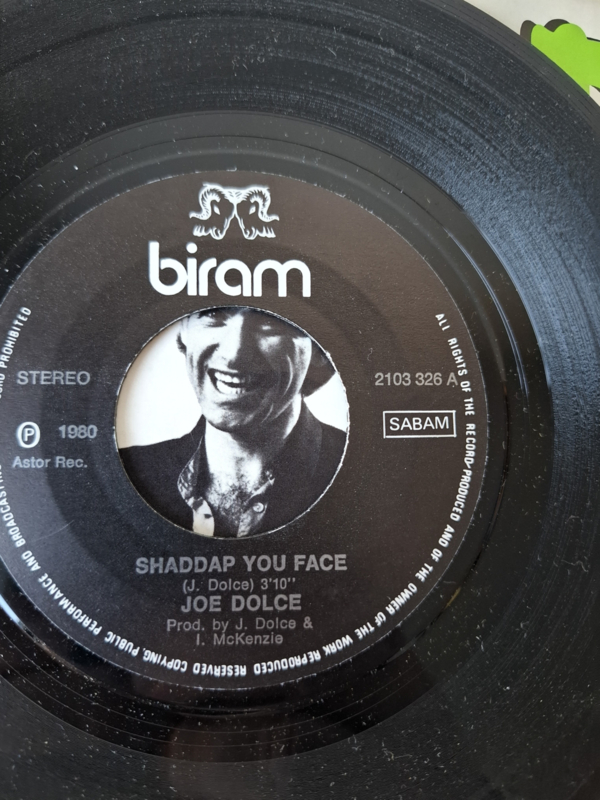 biram
STEREO
2103 326 A
Ⓟ 1980
SABAM
Astor Rec.
SHADDAP YOU FACE
(J. Dolce) 3'10''
JOE DOLCE
Prod. by J. Dolce &
I. McKenzie
ALL RIGHTS OF THE RECORD-PRODUCED AND OF THE OWNER OF THE WORK REPRODUCED RESERVED COPYING, PUBLIC PERFORMANCE AND BROADCASTING PROHIBITED